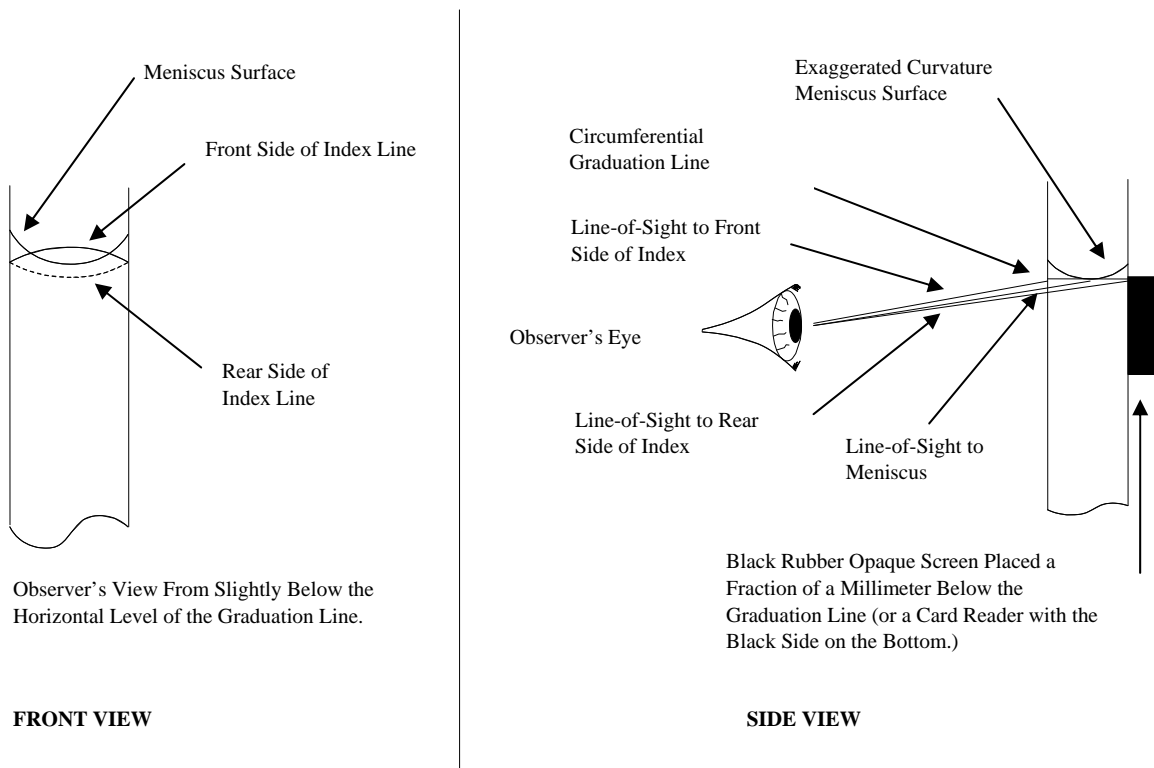 Meniscus Surface
Front Side of Index Line
Rear Side of
Index Line
Observer’s View From Slightly Below the
Horizontal Level of the Graduation Line.
FRONT VIEW
Exaggerated Curvature
Meniscus Surface
Circumferential
Graduation Line
Line-of-Sight to Front
Side of Index
Observer’s Eye
Line-of-Sight to Rear
Side of Index
Line-of-Sight to
Meniscus
Black Rubber Opaque Screen Placed a
Fraction of a Millimeter Below the
Graduation Line (or a Card Reader with the
Black Side on the Bottom.)
SIDE VIEW